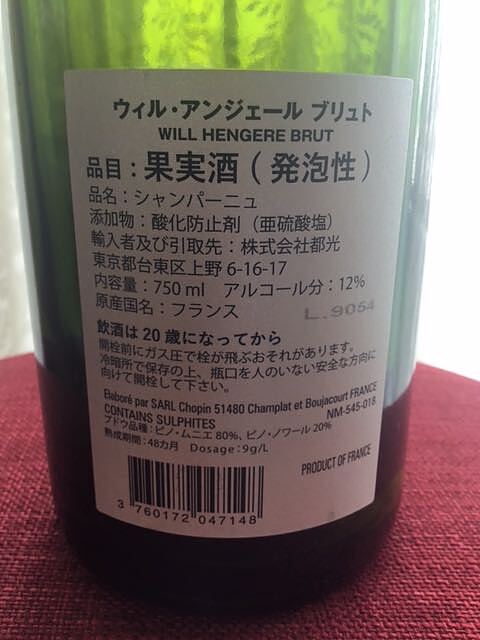 ウィル・アンジェール ブリュト
WILL HENGERE BRUT
品目：果実酒（発泡性）
品名：シャンパーニュ
添加物：酸化防止剤（亜硫酸塩）
輸入者及び引取先：株式会社都光
東京都台東区上野 6-16-17
内容量：750 ml アルコール分：12%
原産国名：フランス
L.9054
飲酒は20歳になってから
開栓前にガス圧で栓が飛ぶおそれがあります。
冷暗所で保存の上、瓶口を人のいない安全な方向に
向けて開栓して下さい。
Elaboré par SARL Chopin 51480 Champlat et Boujacourt FRANCE
NM-545-018
CONTAINS SULPHITES
ブドウ品種：ピノ・ムニエ 80%、ピノ・ノワール 20%
熟成期間：48カ月 Dosage：9g/L
PRODUCT OF FRANCE
3 760172 047148